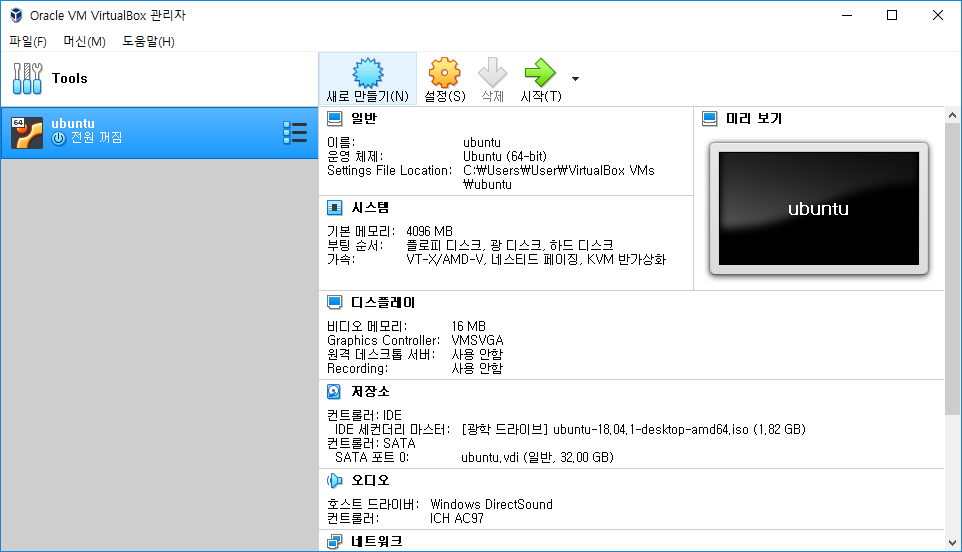 Oracle VM VirtualBox 관리자
파일(F) 머신(M) 도움말(H)
Tools
새로 만들기(N) 설정(S) 삭제 시작(T)
64
ubuntu
전원 꺼짐
일반
이름: ubuntu
운영 체제: Ubuntu (64-bit)
Settings File Location: C:₩Users₩User₩VirtualBox VMs
₩ubuntu
미리 보기
ubuntu
시스템
기본 메모리: 4096 MB
부팅 순서: 플로피 디스크, 광 디스크, 하드 디스크
가속: VT-X/AMD-V, 네스티드 페이징, KVM 반가상화
디스플레이
비디오 메모리: 16 MB
Graphics Controller: VMSVGA
원격 데스크톱 서버: 사용 안함
Recording: 사용 안함
저장소
컨트롤러: IDE
IDE 세컨더리 마스터: [광학 드라이브] ubuntu-18.04.1-desktop-amd64.iso (1.82 GB)
컨트롤러: SATA
SATA 포트 0: ubuntu.vdi (일반, 32.00 GB)
오디오
호스트 드라이버: Windows DirectSound
컨트롤러: ICH AC97
네트워크